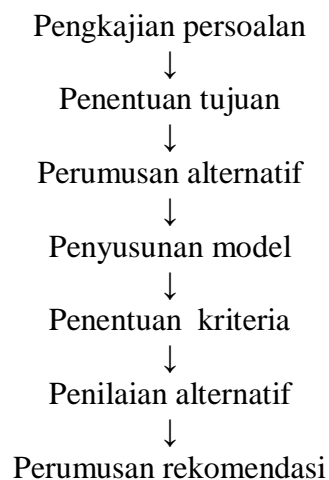 Pengkajian persoalan
↓
Penentuan tujuan
↓
Perumusan alternatif
↓
Penyusunan model
↓
Penentuan kriteria
↓
Penilaian alternatif
↓
Perumusan rekomendasi